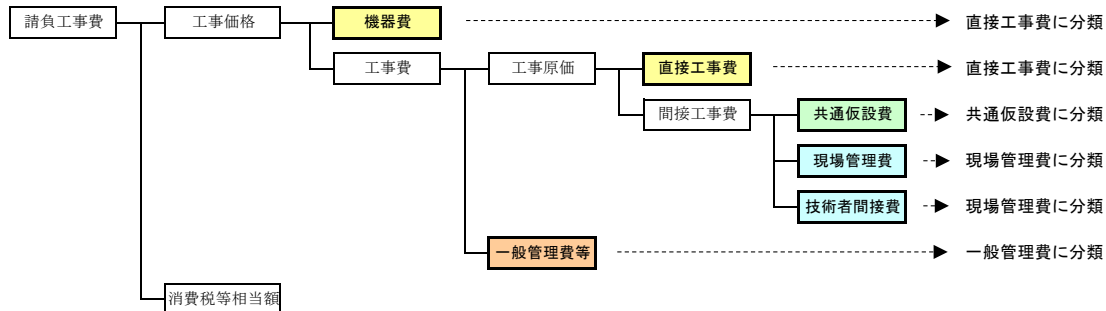 請負工事費 工事価格 機器費 直接工事費に分類
工事費 工事原価 直接工事費 直接工事費に分類
間接工事費 共通仮設費 共通仮設費に分類
現場管理費 現場管理費に分類
技術者間接費 現場管理費に分類
一般管理費等 一般管理費に分類
消費税等相当額